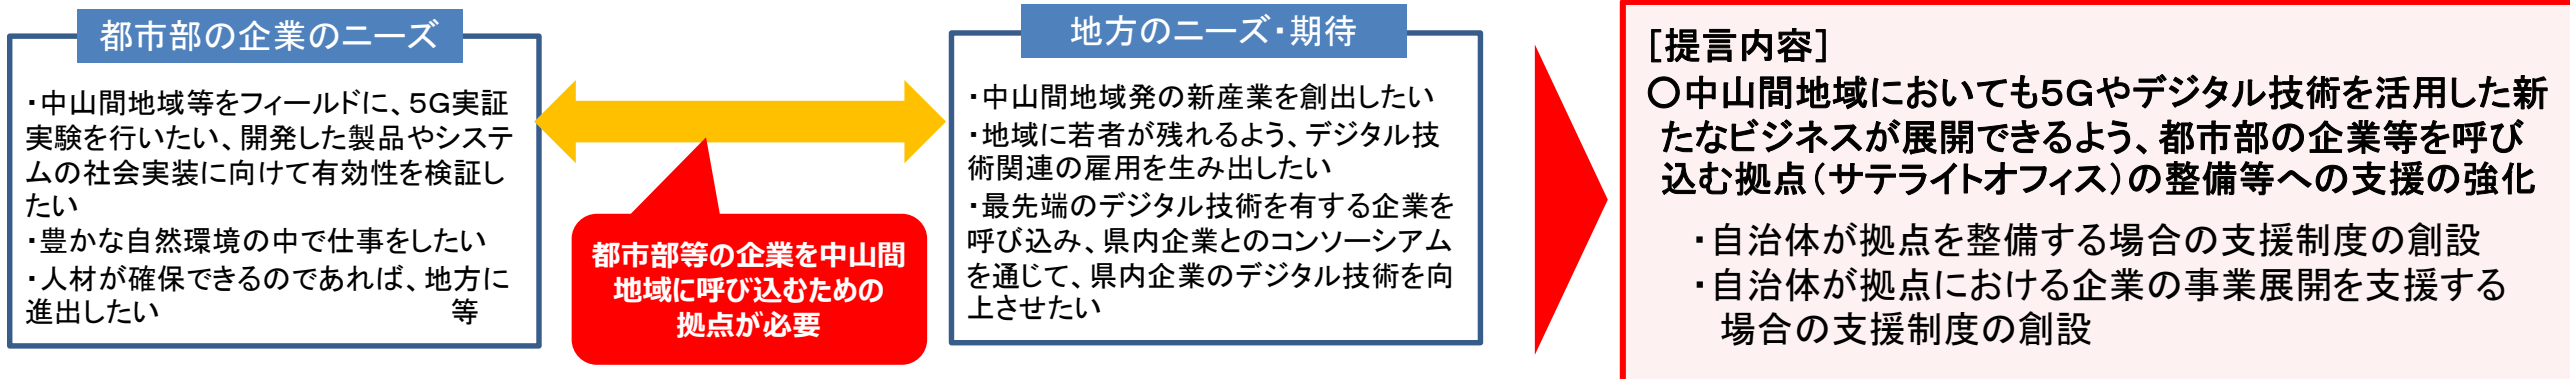 都市部の企業のニーズ
・中山間地域等をフィールドに、5G実証
実験を行いたい、開発した製品やシステ
ムの社会実装に向けて有効性を検証し
たい
・豊かな自然環境の中で仕事をしたい
・人材が確保できるのであれば、地方に
進出したい 等
都市部等の企業を中山間
地域に呼び込むための
拠点が必要
地方のニーズ・期待
・中山間地域発の新産業を創出したい
・地域に若者が残れるよう、デジタル技
術関連の雇用を生み出したい
・最先端のデジタル技術を有する企業を
呼び込み、県内企業とのコンソーシアム
を通じて、県内企業のデジタル技術を向
上させたい
[提言内容]
○中山間地域においても5Gやデジタル技術を活用した新
たなビジネスが展開できるよう、都市部の企業等を呼び
込む拠点(サテライトオフィス)の整備等への支援の強化
・自治体が拠点を整備する場合の支援制度の創設
・自治体が拠点における企業の事業展開を支援する
場合の支援制度の創設